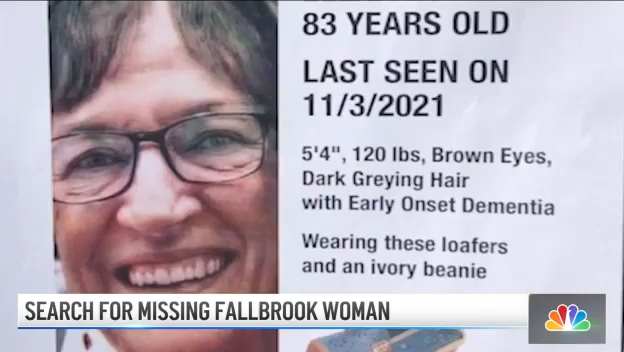 83 YEARS OLD
LAST SEEN ON
11/3/2021
5'4", 120 lbs, Brown Eyes,
Dark Greying Hair
with Early Onset Dementia
Wearing these loafers
and an ivory beanie
SEARCH FOR MISSING FALLBROOK WOMAN